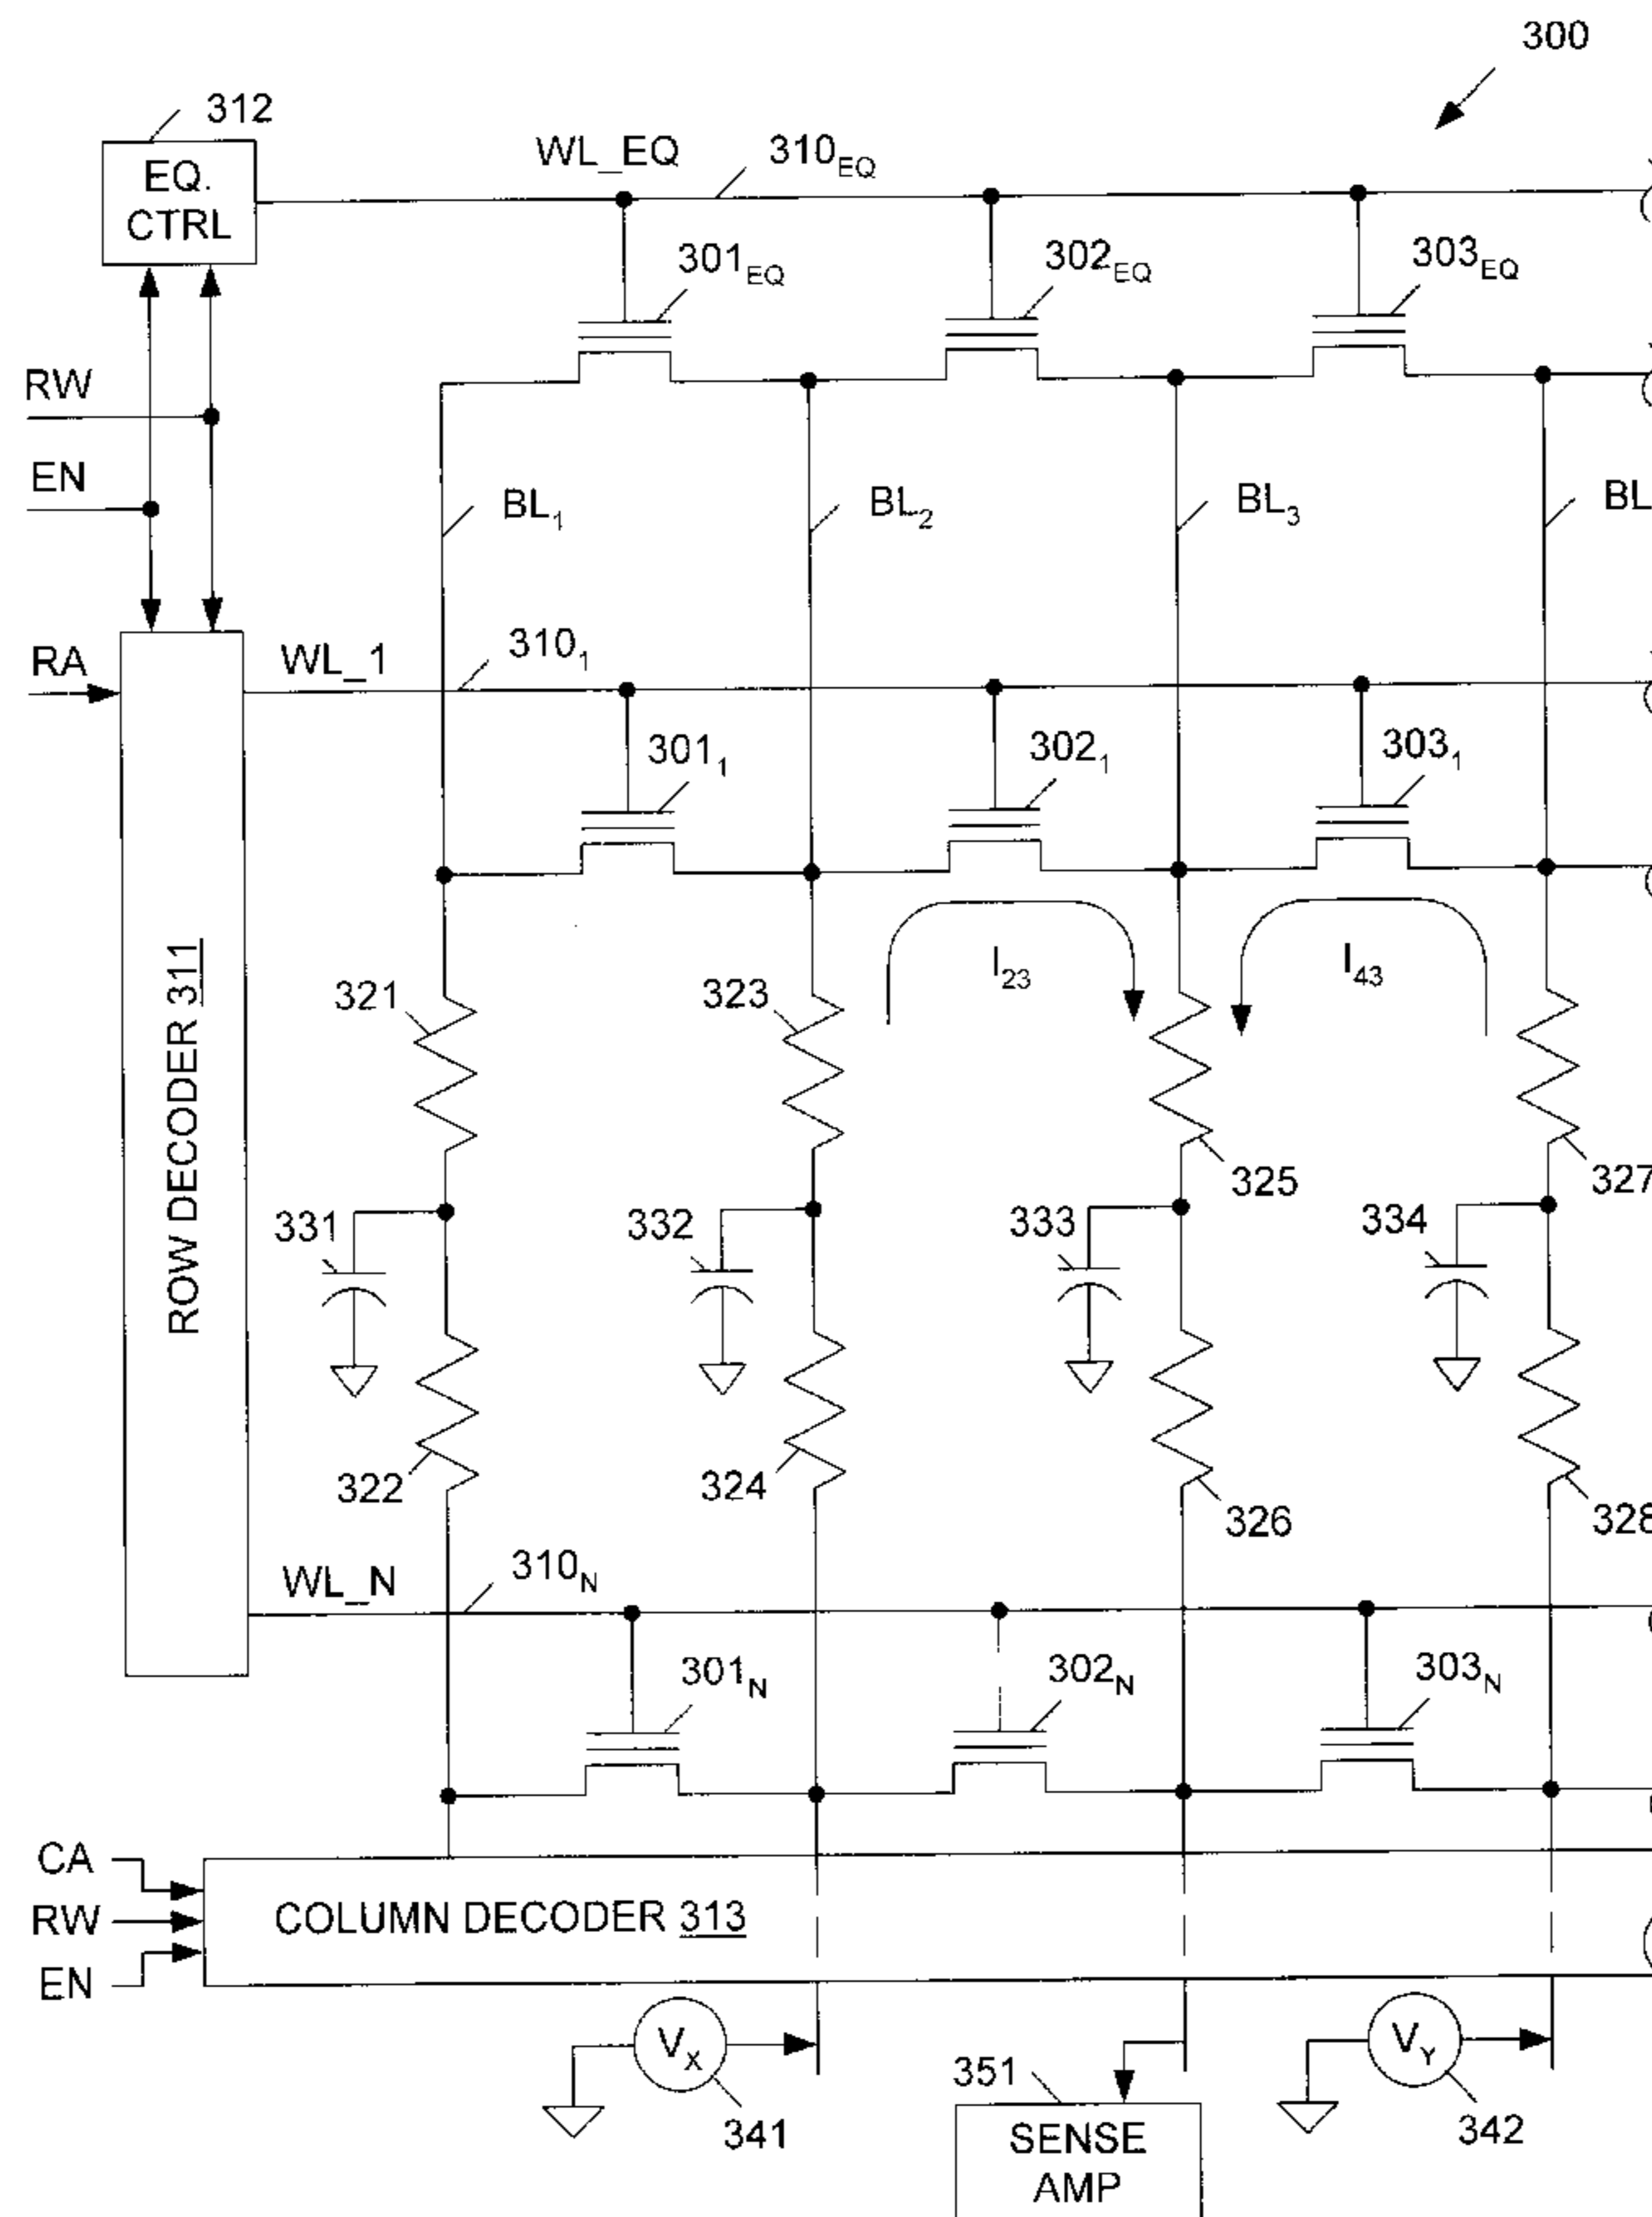 300
312
EQ.
CTRL
WL_EQ
310EQ
301EQ
302EQ
303EQ
RW
EN
BL1
BL2
BL3
BL
RA
WL_1
3101
3011
3021
3031
ROW DECODER 311
I23
I43
321
323
325
327
331
332
333
334
322
324
326
328
WL_N
310N
301N
302N
303N
CA
RW
EN
COLUMN DECODER 313
VX
341
351
VY
342
SENSE
AMP